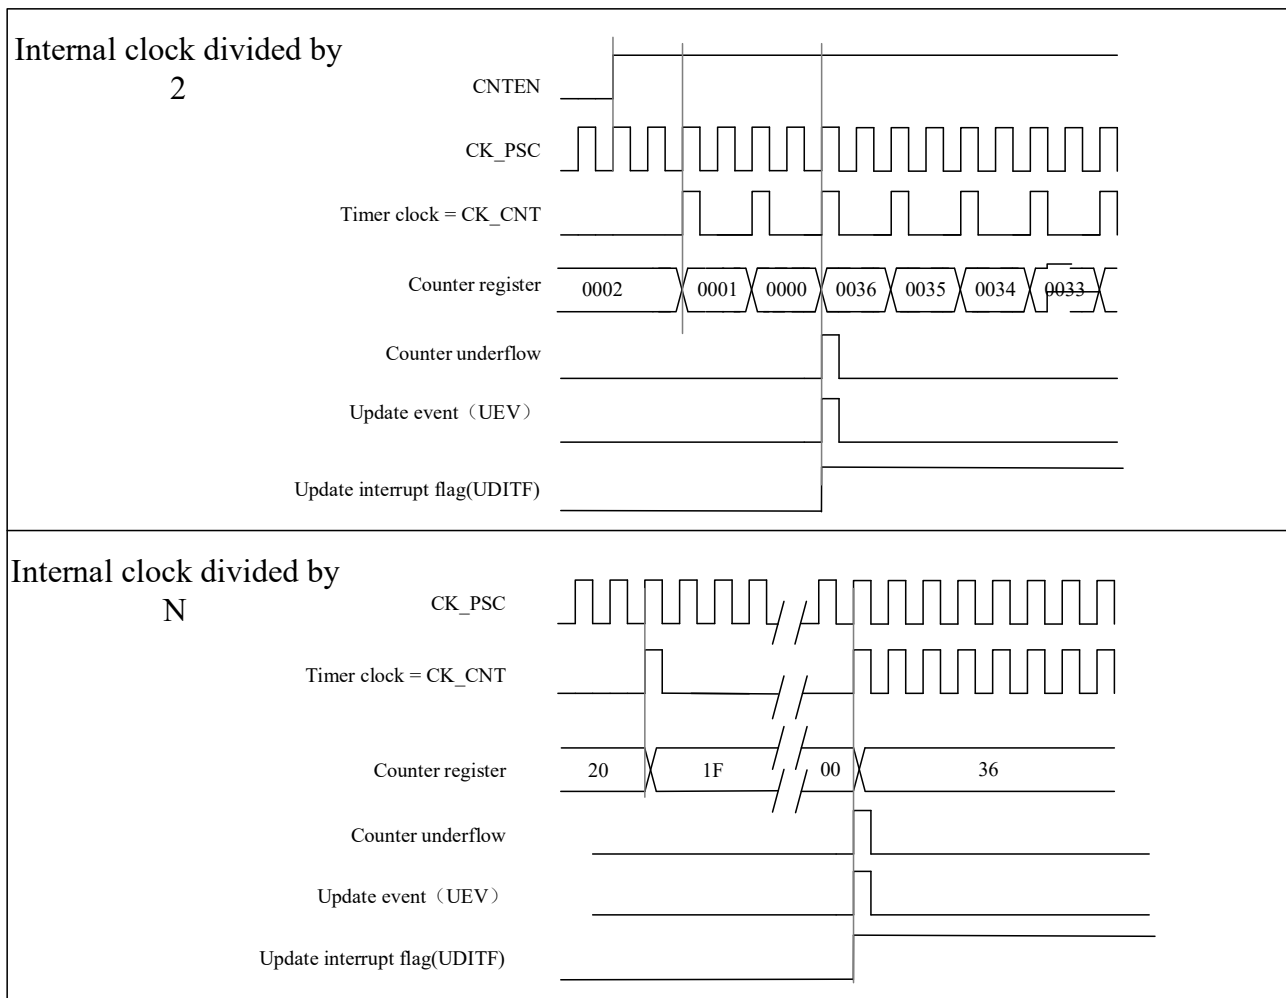 Internal clock divided by
2
CNTEN
CK_PSC
Timer clock = CK_CNT
Counter register
0002 0001 0000 0036 0035 0034 0033
Counter underflow
Update event（UEV）
Update interrupt flag(UDITF)
Internal clock divided by
N
CK_PSC
Timer clock = CK_CNT
Counter register
20 1F 00 36
Counter underflow
Update event（UEV）
Update interrupt flag(UDITF)